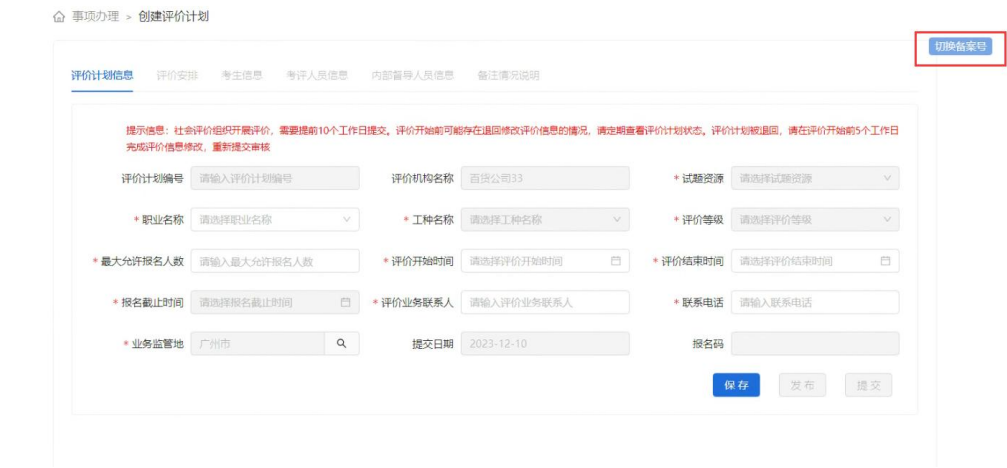 事项办理 > 创建评价计划
切换备案号
评价计划信息 评价安排 考生信息 考评人员信息 内部督导人员信息 备注情况说明
提示信息：社会评价组织开展评价，需要提前10个工作日提交。评价开始前可能存在退回修改评价信息的情况，请定期查看评价计划状态。评价计划被退回，请在评价开始前5个工作日
完成评价信息修改，重新提交审核
评价计划编号 请输入评价计划编号 评价机构名称 百货公司33 * 试题资源 请选择试题资源
* 职业名称 请选择职业名称 * 工种名称 请选择工种名称 * 评价等级 请选择评价等级
* 最大允许报名人数 请输入最大允许报名人数 * 评价开始时间 请选择评价开始时间 * 评价结束时间 请选择评价结束时间
* 报名截止时间 请选择报名截止时间 * 评价业务联系人 请输入评价业务联系人 * 联系电话 请输入联系电话
* 业务监管地 广州市 提交日期 2023-12-10 报名码
保存 发布 提交